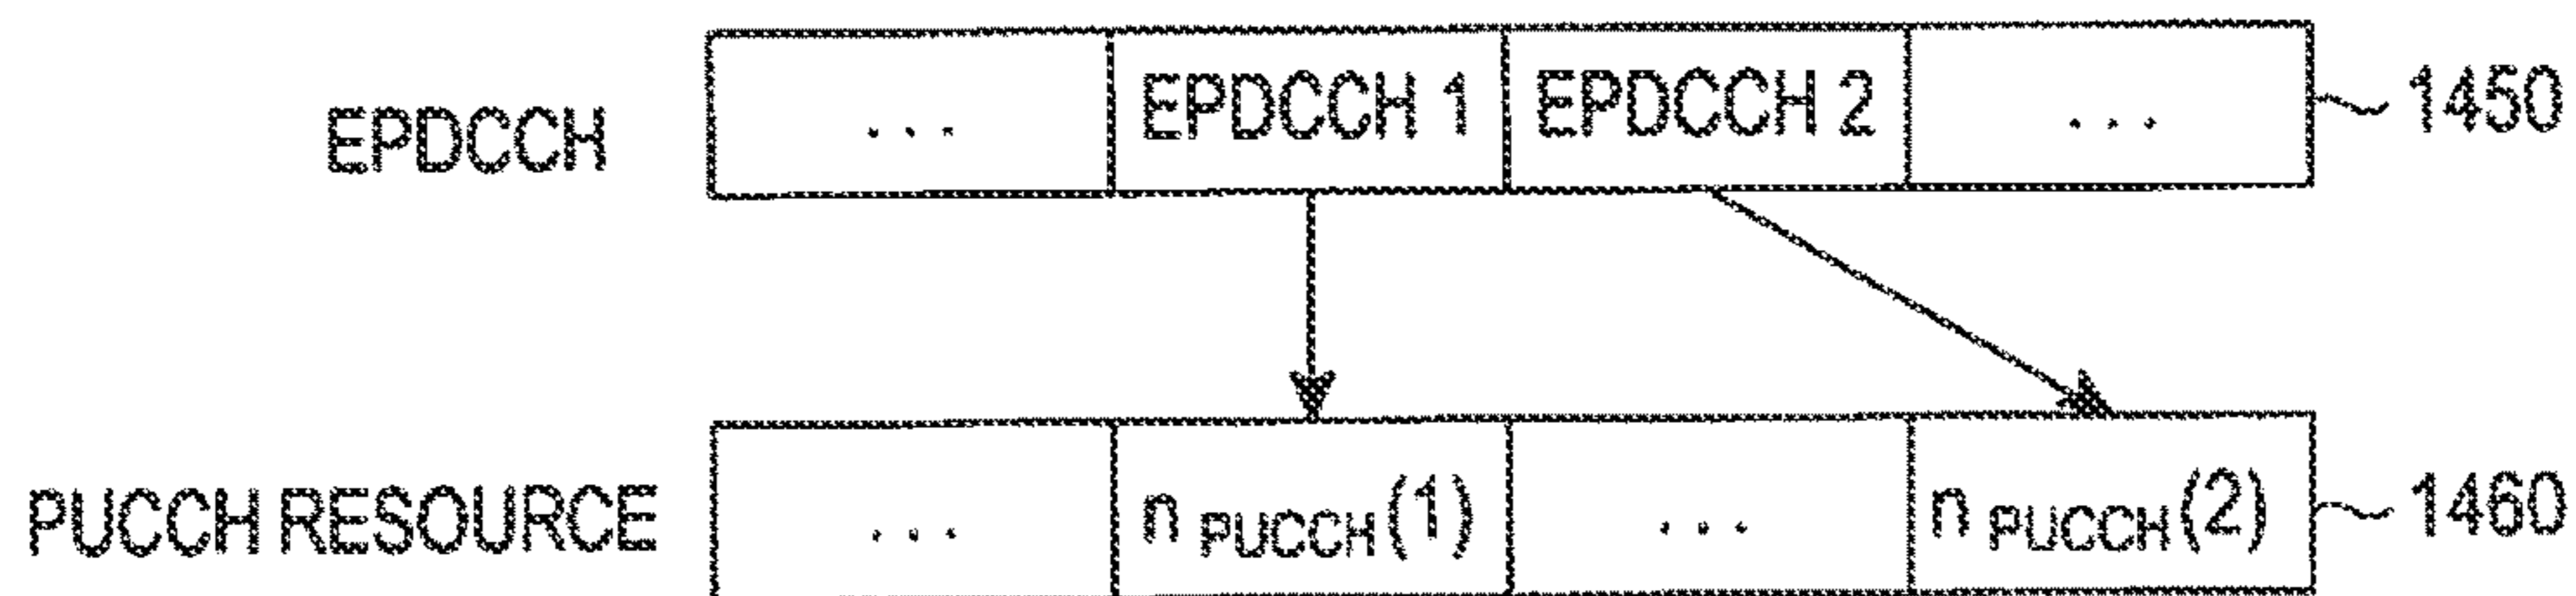 EPDCCH ... EPDCCH 1 EPDCCH 2 ... 1450
PUCCH RESOURCE ... n PUCCH(1) ... n PUCCH(2) 1460